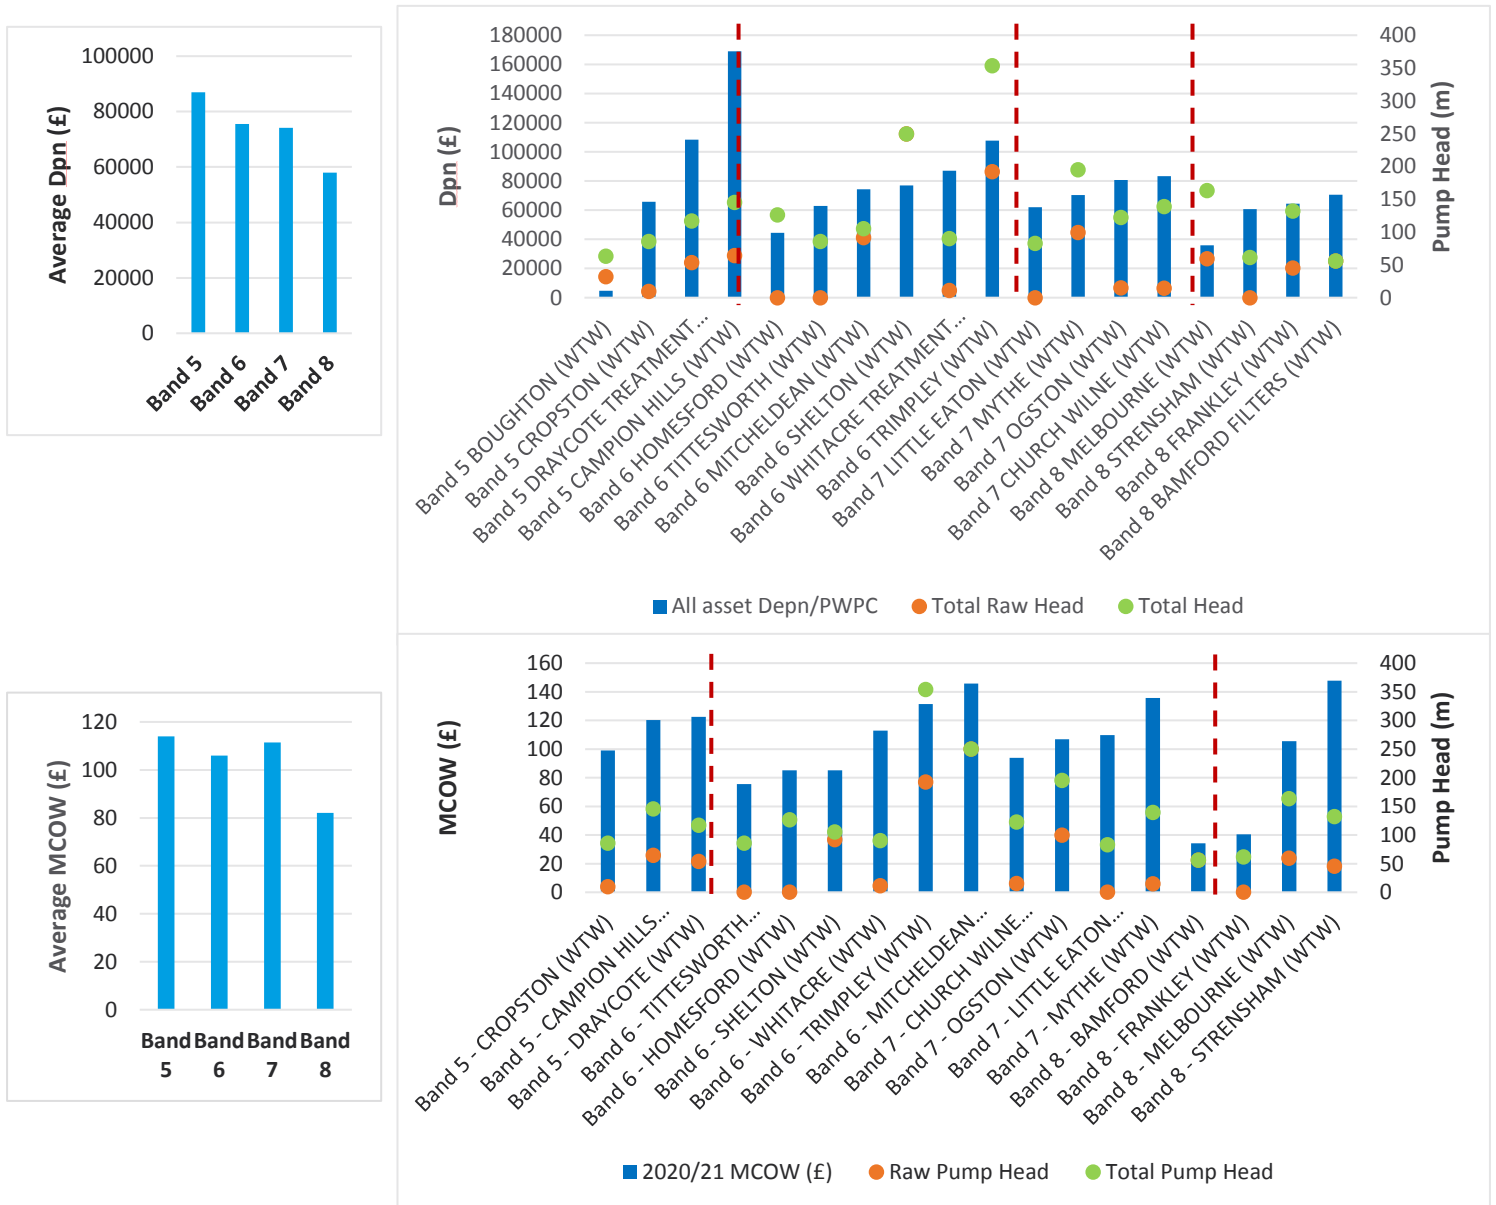 100000
80000
60000
40000
20000
0
Average Dpn (£)
Band 5
Band 6
Band 7
Band 8
180000
160000
140000
120000
100000
80000
60000
40000
20000
0
Dpn (£)
400
350
300
250
200
150
100
50
0
Pump Head (m)
Band 5 BOUGHTON (WTW)
Band 5 CROPSTON (WTW)
Band 5 DRAYCOTE TREATMENT...
Band 5 CAMPION HILLS (WTW)
Band 6 HOMESFORD (WTW)
Band 6 TITTESWORTH (WTW)
Band 6 MITCHELDEAN (WTW)
Band 6 SHELTON (WTW)
Band 6 WHITACRE TREATMENT...
Band 6 TRIMPLEY (WTW)
Band 7 LITTLE EATON (WTW)
Band 7 MYTHE (WTW)
Band 7 OGSTON (WTW)
Band 7 CHURCH WILNE (WTW)
Band 8 MELBOURNE (WTW)
Band 8 STRENSHAM (WTW)
Band 8 FRANKLEY (WTW)
Band 8 BAMFORD FILTERS (WTW)
All asset Depn/PWPC Total Raw Head Total Head
120
100
80
60
40
20
0
Average MCOW (£)
Band Band Band Band
5 6 7 8
160
140
120
100
80
60
40
20
0
MCOW (£)
400
350
300
250
200
150
100
50
0
Pump Head (m)
Band 5 - CROPSTON (WTW)
Band 5 - CAMPION HILLS...
Band 5 - DRAYCOTE (WTW)
Band 6 - TITTESWORTH...
Band 6 - HOMESFORD (WTW)
Band 6 - SHELTON (WTW)
Band 6 - WHITACRE (WTW)
Band 6 - TRIMPLEY (WTW)
Band 6 - MITCHELDEAN...
Band 7 - CHURCH WILNE...
Band 7 - OGSTON (WTW)
Band 7 - LITTLE EATON...
Band 7 - MYTHE (WTW)
Band 8 - BAMFORD (WTW)
Band 8 - FRANKLEY (WTW)
Band 8 - MELBOURNE (WTW)
Band 8 - STRENSHAM (WTW)
2020/21 MCOW (£) Raw Pump Head Total Pump Head